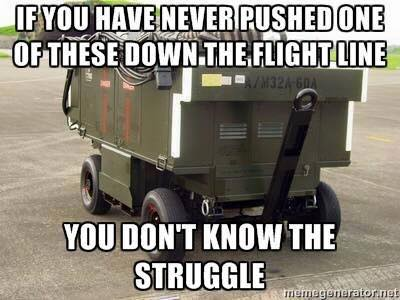 IF YOU HAVE NEVER PUSHED ONE
OF THESE DOWN THE FLIGHT LINE
A/M32A-60A
YOU DON'T KNOW THE
STRUGGLE
memegenerator.net